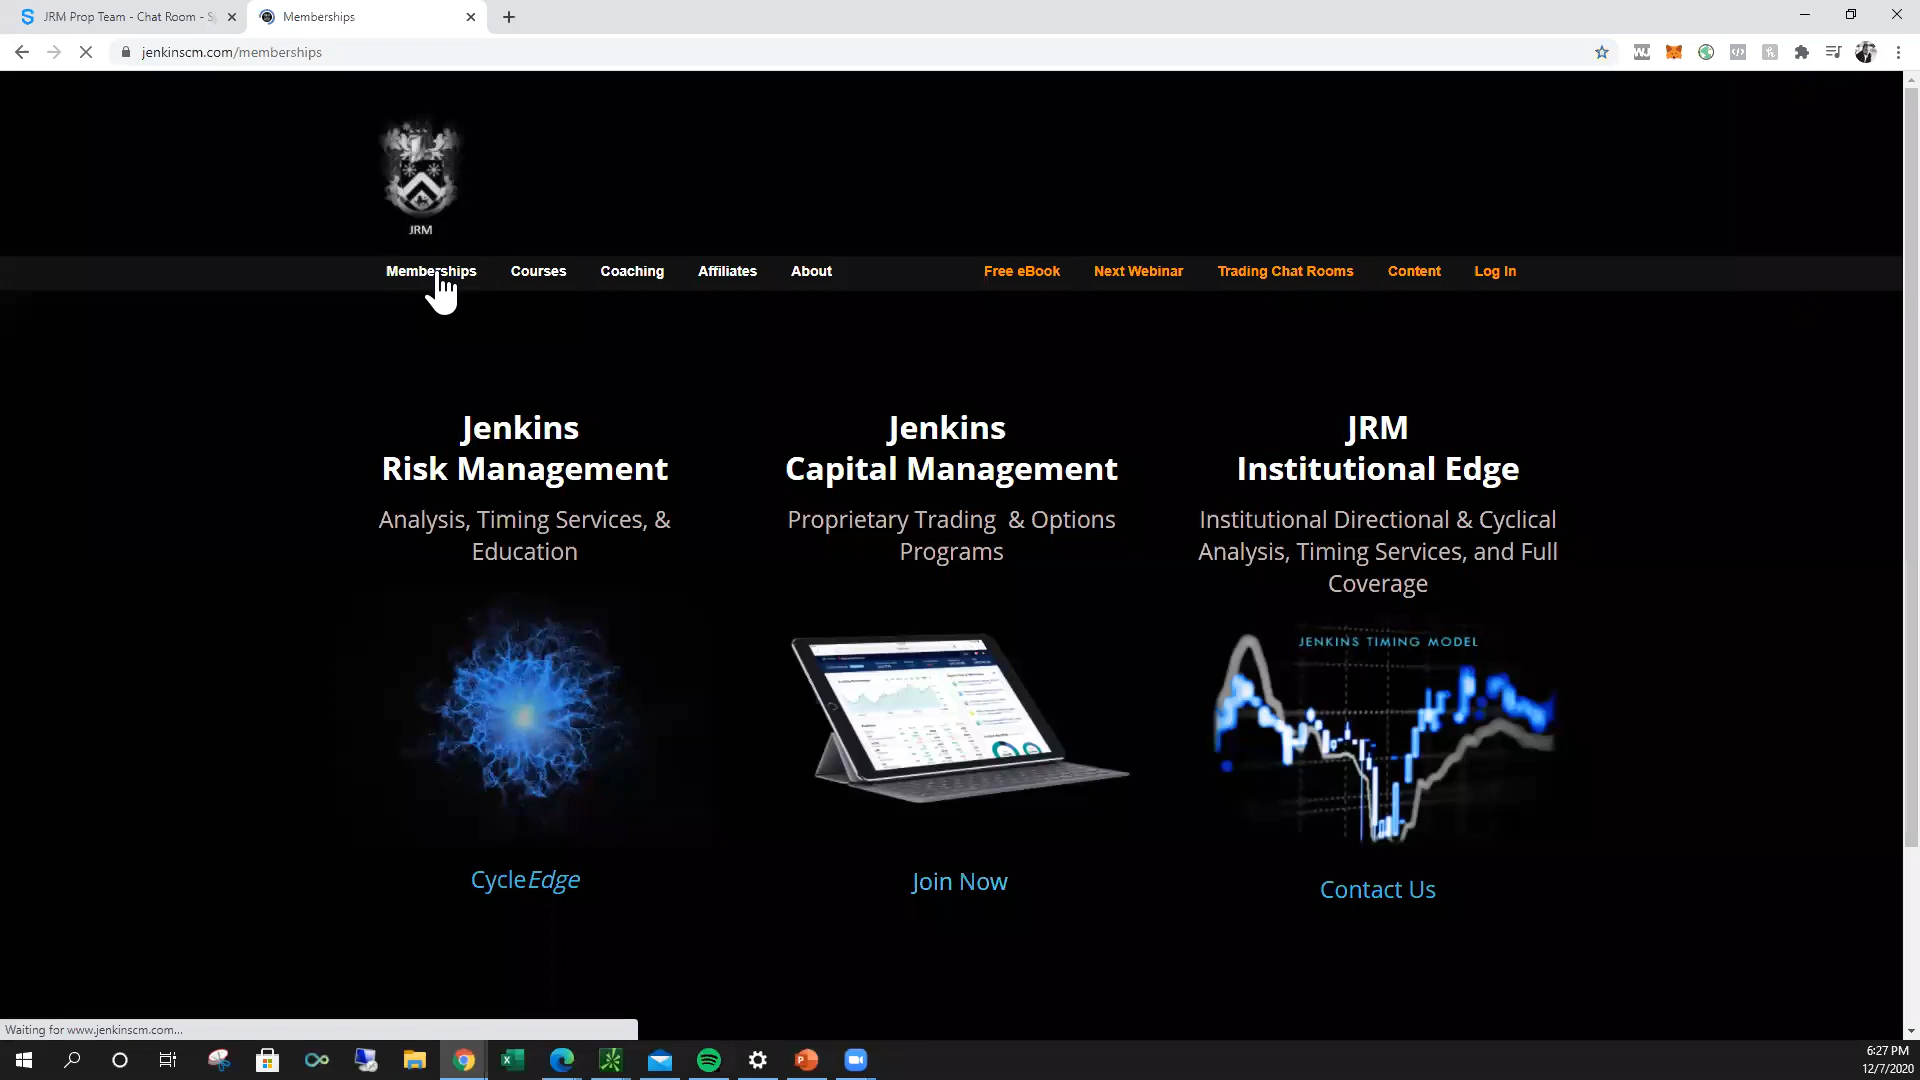 JRM Prop Team - Chat Room - S
Memberships
jenkinscm.com/memberships
JRM
Memberships Courses Coaching Affiliates About Free eBook Next Webinar Trading Chat Rooms Content Log In
Jenkins
Risk Management
Analysis, Timing Services, &
Education
CycleEdge
Jenkins
Capital Management
Proprietary Trading & Options
Programs
Join Now
JRM
Institutional Edge
Institutional Directional & Cyclical
Analysis, Timing Services, and Full
Coverage
JENKINS TIMING MODEL
Contact Us
Waiting for www.jenkinscm.com...
6:27 PM
12/7/2020